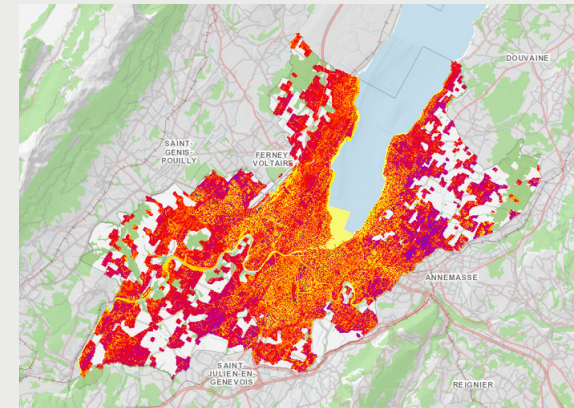 DOUVAINE
SAINT-
GENIS-
POUILLY
FERNEY
VOLTAIRE
ANNEMASSE
SAINT-
JULIEN-EN-
GENEVOIS
REIGNIER